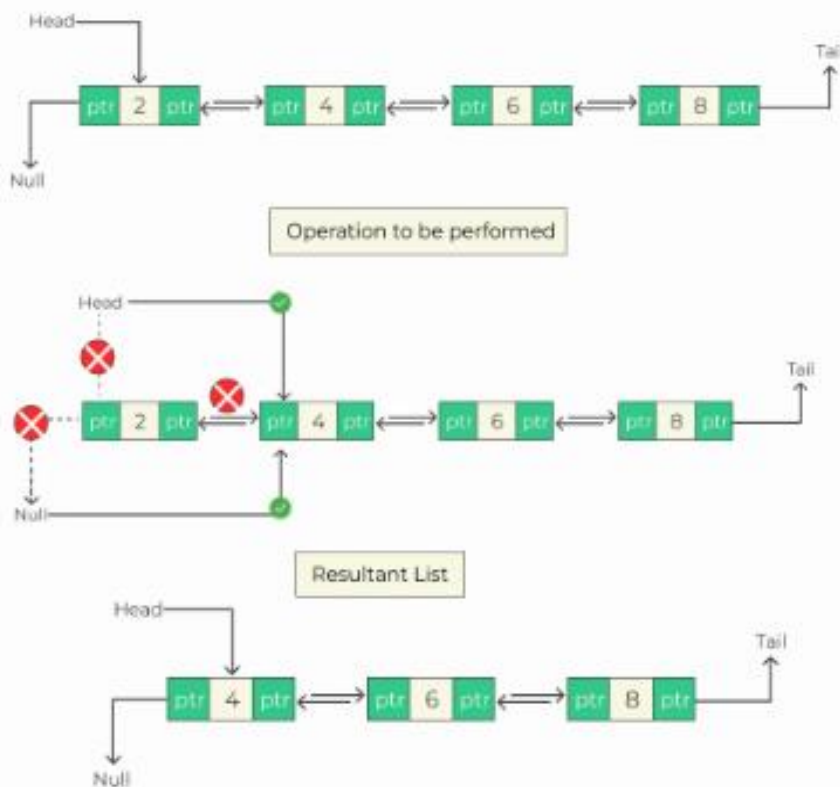 Head
Tail
ptr 2 ptr ptr 4 ptr ptr 6 ptr ptr 8 ptr
Null
Operation to be performed
Head
Tail
ptr 2 ptr ptr 4 ptr ptr 6 ptr ptr 8 ptr
Null
Resultant List
Head
Tail
ptr 4 ptr ptr 6 ptr ptr 8 ptr
Null